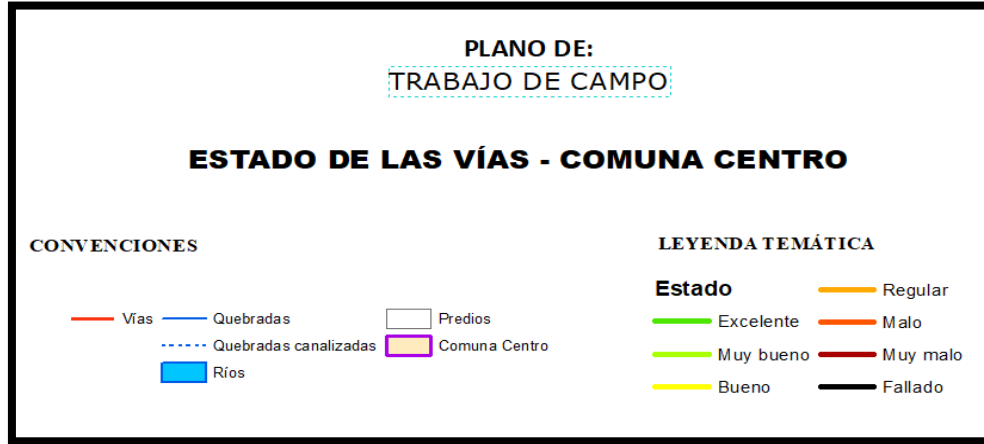 PLANO DE:
TRABAJO DE CAMPO
ESTADO DE LAS VÍAS - COMUNA CENTRO
CONVENCIONES
Vías
Quebradas
Quebradas canalizadas
Ríos
Predios
Comuna Centro
LEYENDA TEMÁTICA
Estado
Excelente
Muy bueno
Bueno
Regular
Malo
Muy malo
Fallado